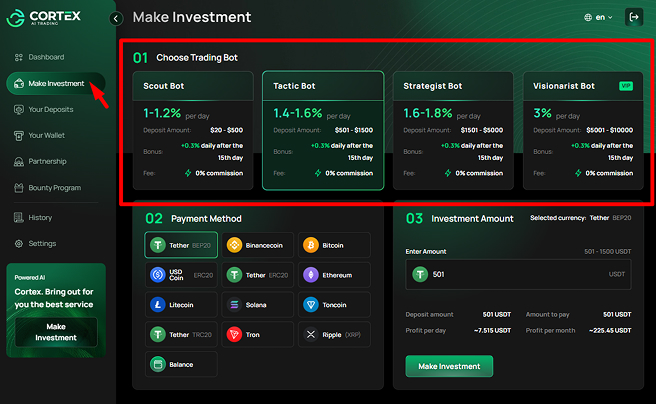 CORTEX
AI TRADING
Make Investment
en
Dashboard
Make Investment
Your Deposits
Your Wallet
Partnership
Bounty Program
History
Settings
Powered AI
Cortex. Bring out for
you the best service
Make
Investment
01 Choose Trading Bot
Scout Bot
1-1.2% per day
Deposit Amount: $20 - $500
Bonus: +0.3% daily after the
15th day
Fee: 0% commission
Tactic Bot
1.4-1.6% per day
Deposit Amount: $501 - $1500
Bonus: +0.3% daily after the
15th day
Fee: 0% commission
Strategist Bot
1.6-1.8% per day
Deposit Amount: $1501 - $5000
Bonus: +0.3% daily after the
15th day
Fee: 0% commission
Visionarist Bot VIP
3% per day
Deposit Amount: $5001 - $10000
Bonus: +0.3% daily after the
15th day
Fee: 0% commission
02 Payment Method
Tether BEP20
Binancecoin
Bitcoin
USD
Coin ERC20
Tether ERC20
Ethereum
Litecoin
Solana
Toncoin
Tether TRC20
Tron
Ripple (XRP)
Balance
03 Investment Amount Selected currency: Tether BEP20
Enter Amount 501 - 1500 USDT
501 USDT
Deposit amount 501 USDT Amount to pay 501 USDT
Profit per day ~7.515 USDT Profit per month ~225.45 USDT
Make Investment